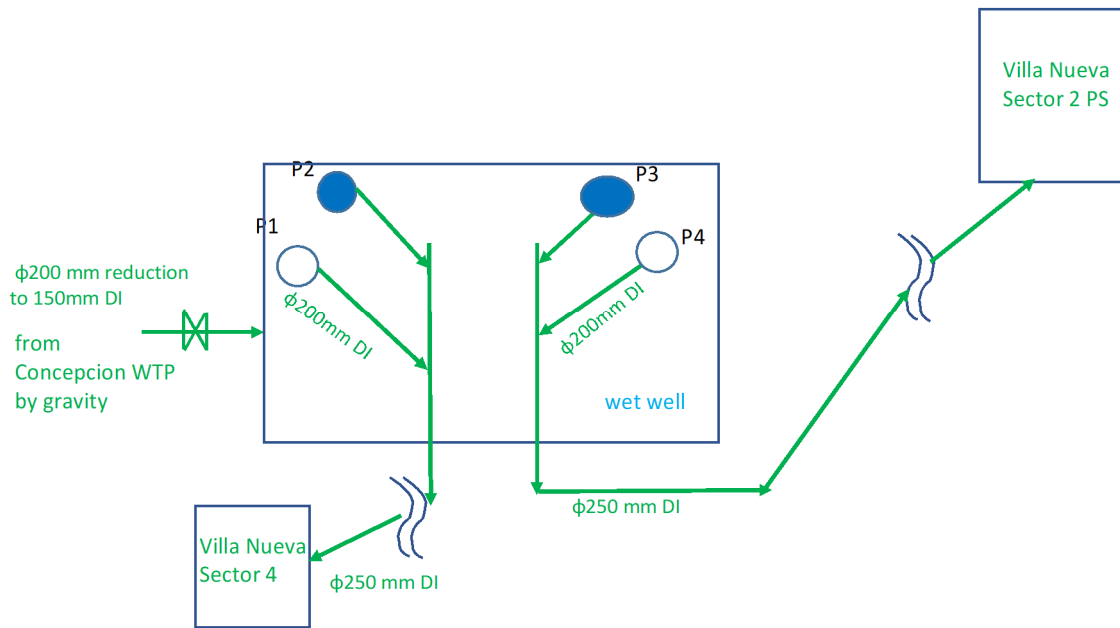 Villa Nueva
Sector 2 PS
P2
P3
P1
P4
ϕ200 mm reduction
to 150mm DI
from
Concepcion WTP
by gravity
ϕ200mm DI
ϕ200mm DI
wet well
ϕ250 mm DI
Villa Nueva
Sector 4
ϕ250 mm DI